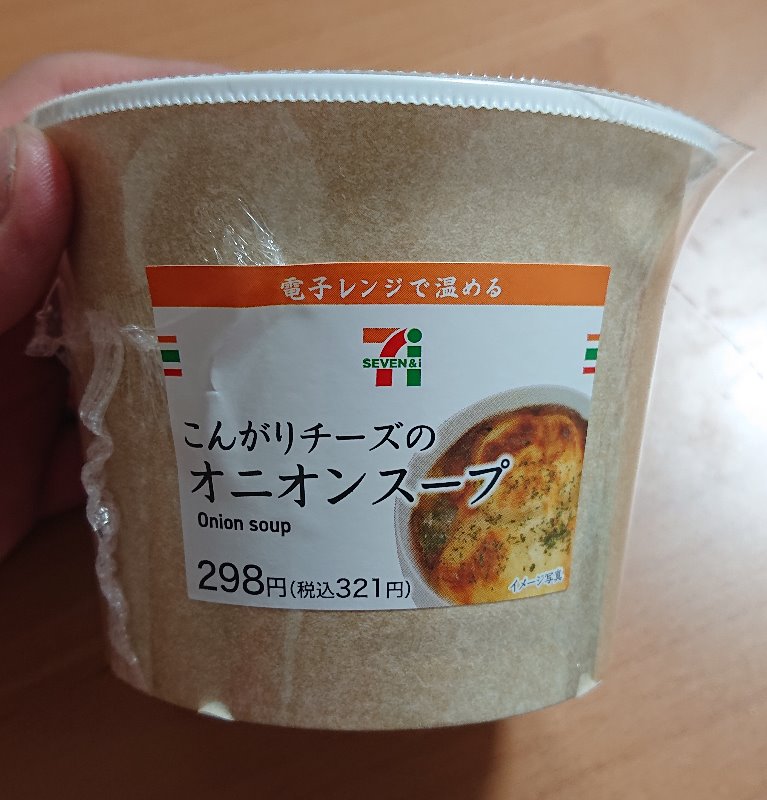 電子レンジで温める
SEVEN&i
こんがりチーズの
オニオンスープ
Onion soup
298円(税込321円)
イメージ写真